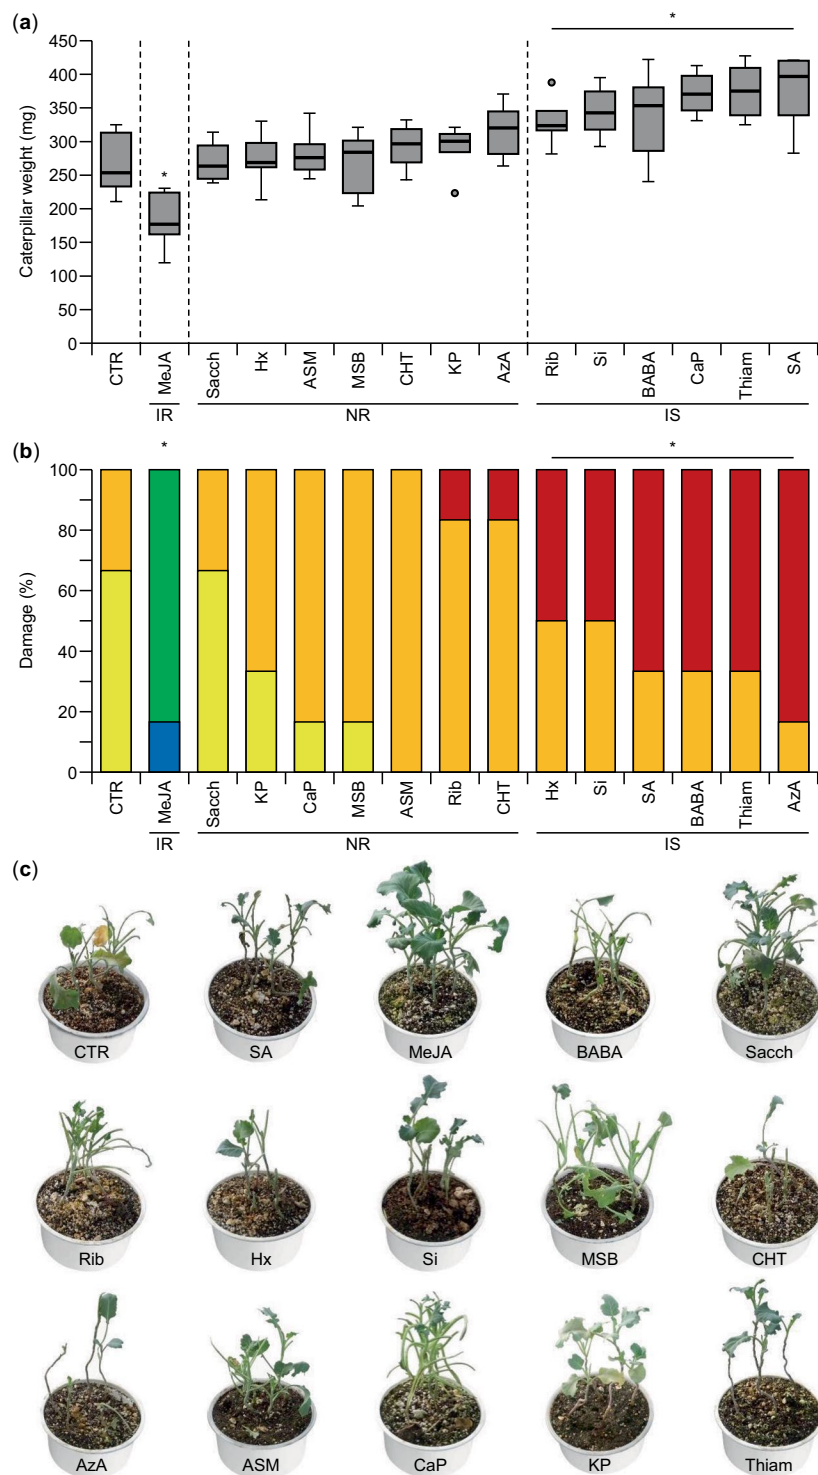 (a)
*
450
400
350
300
250
200
150
100
50
0
Caterpillar weight (mg)
*
CTR MeJA Sacch Hx ASM MSB CHT KP AzA Rib Si BABA CaP Thiam SA
IR NR IS
(b)
* *
100
80
60
40
20
0
Damage (%)
CTR MeJA Sacch KP CaP MSB ASM Rib CHT Hx Si SA BABA Thiam AzA
IR NR IS
(c)
CTR SA MeJA BABA Sacch
Rib Hx Si MSB CHT
AzA ASM CaP KP Thiam